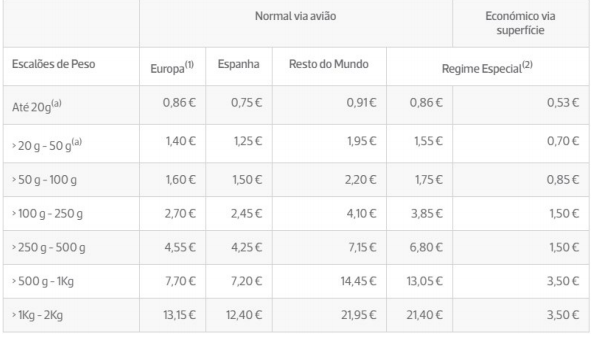 Normal via avião Económico via
superfície
Escalões de Peso Europa(1) Espanha Resto do Mundo Regime Especial(2)
Até 20g(a) 0,86 € 0,75 € 0,91 € 0,86 € 0,53 €
> 20 g - 50 g(a) 1,40 € 1,25 € 1,95 € 1,55 € 0,70 €
> 50 g - 100 g 1,60 € 1,50 € 2,20 € 1,75 € 0,85 €
> 100 g - 250 g 2,70 € 2,45 € 4,10 € 3,85 € 1,50 €
> 250 g - 500 g 4,55 € 4,25 € 7,15 € 6,80 € 1,50 €
> 500 g - 1Kg 7,70 € 7,20 € 14,45 € 13,05 € 3,50 €
> 1Kg - 2Kg 13,15 € 12,40 € 21,95 € 21,40 € 3,50 €